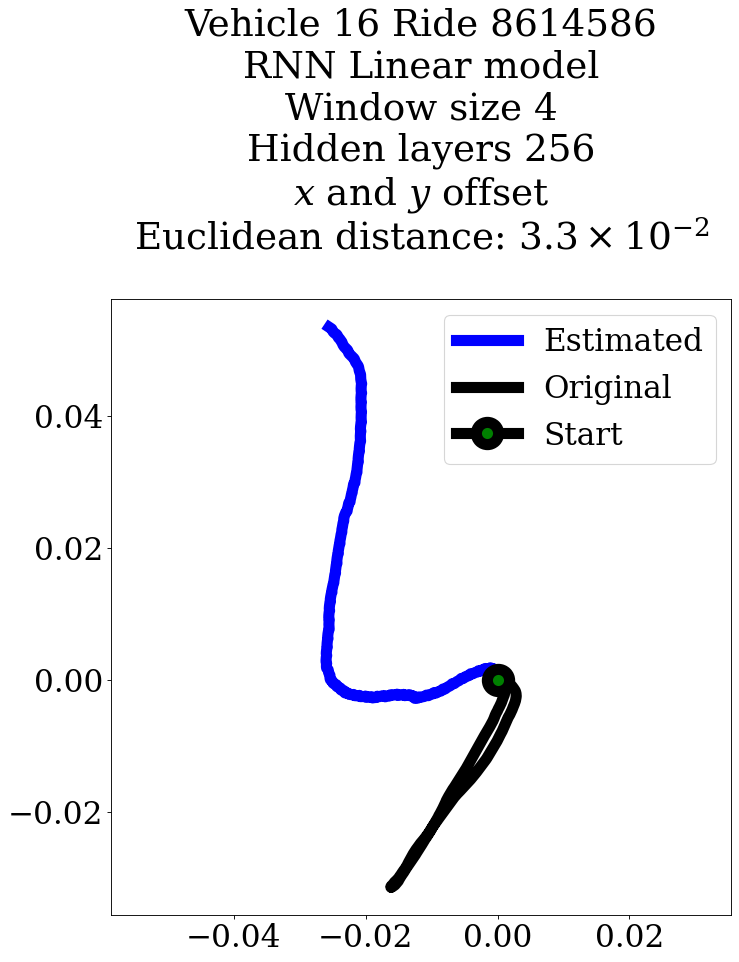 Vehicle 16 Ride 8614586
RNN Linear model
Window size 4
Hidden layers 256
x and y offset
Euclidean distance: 3.3 × 10⁻²
Estimated
Original
Start
0.04
0.02
0.00
−0.02
−0.04 −0.02 0.00 0.02